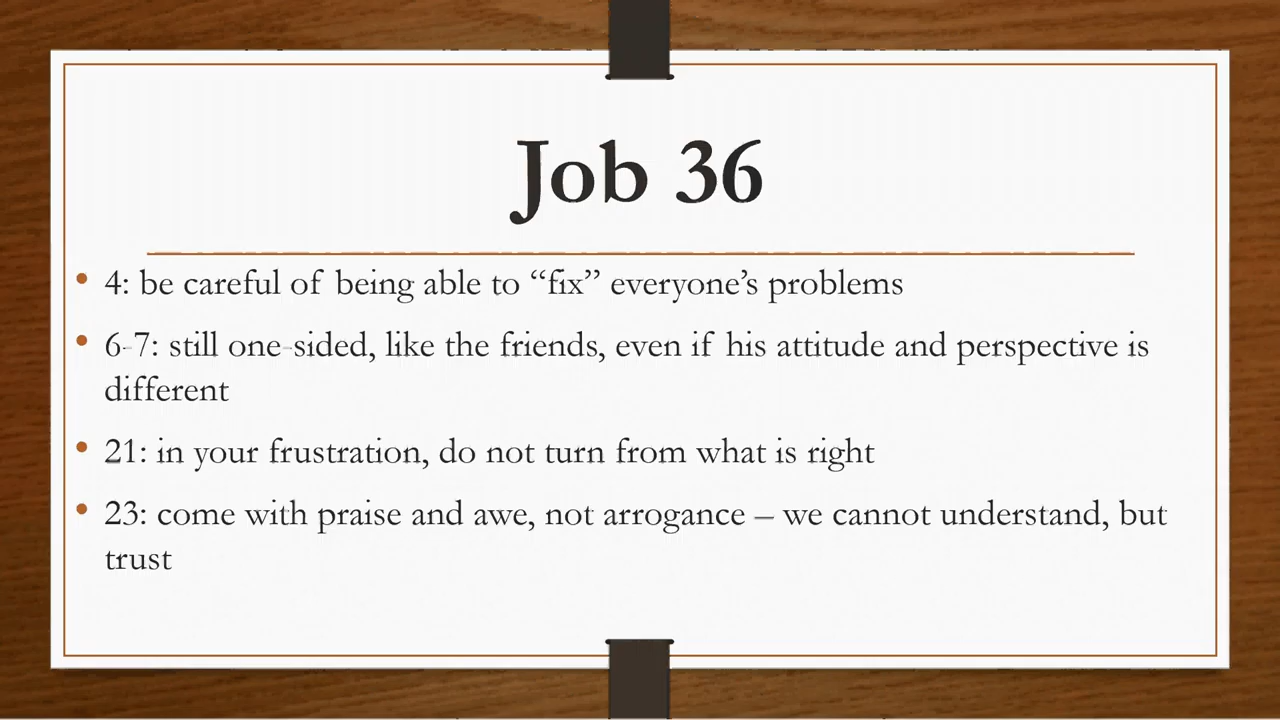 Job 36
• 4: be careful of being able to “fix” everyone’s problems
• 6-7: still one-sided, like the friends, even if his attitude and perspective is
different
• 21: in your frustration, do not turn from what is right
• 23: come with praise and awe, not arrogance – we cannot understand, but
trust